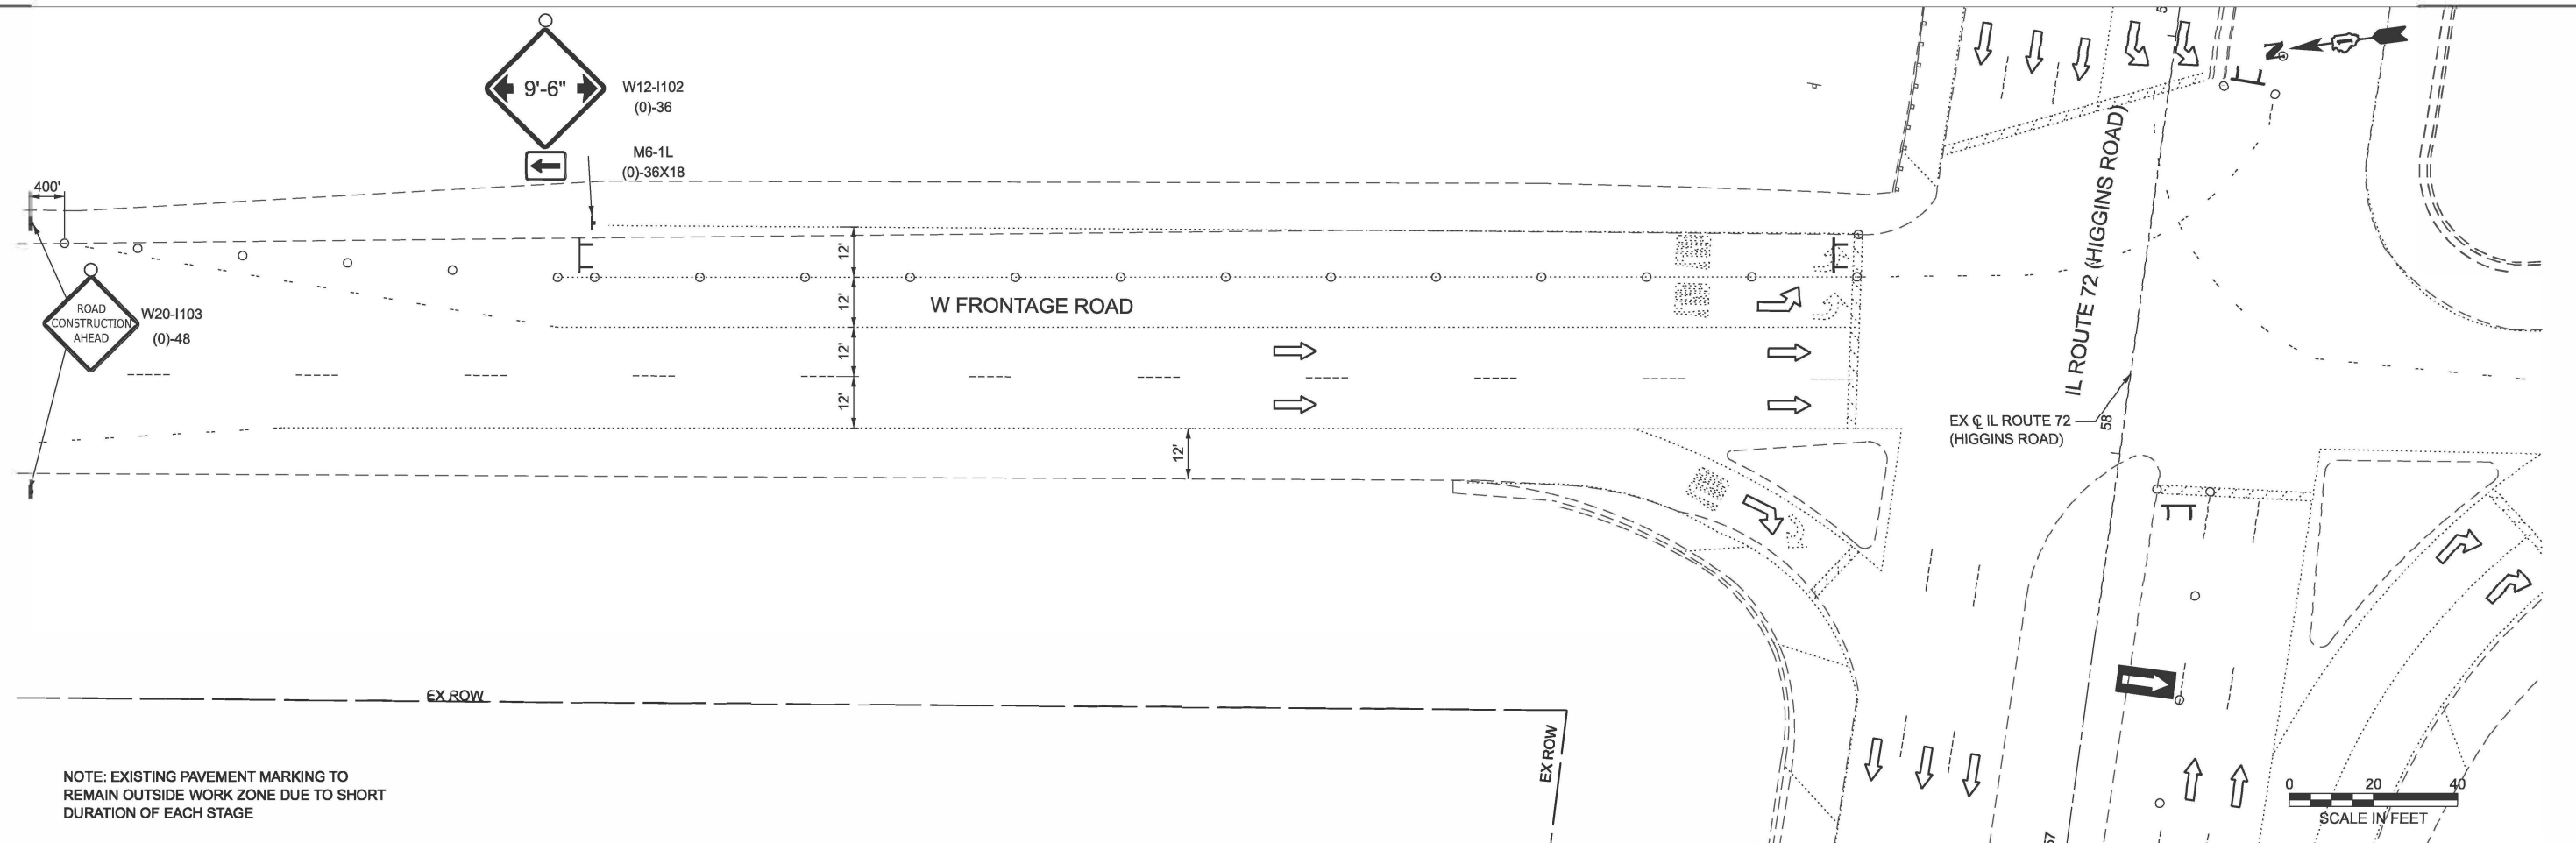 9'-6"
W12-I102
(0)-36
M6-1L
(0)-36X18
400'
ROAD
CONSTRUCTION
AHEAD
W20-I103
(0)-48
12'
12'
12'
12'
12'
W FRONTAGE ROAD
IL ROUTE 72 (HIGGINS ROAD)
N
EX ℄ IL ROUTE 72
(HIGGINS ROAD)
58
EX ROW
EX ROW
NOTE: EXISTING PAVEMENT MARKING TO
REMAIN OUTSIDE WORK ZONE DUE TO SHORT
DURATION OF EACH STAGE
0 20 40
SCALE IN FEET